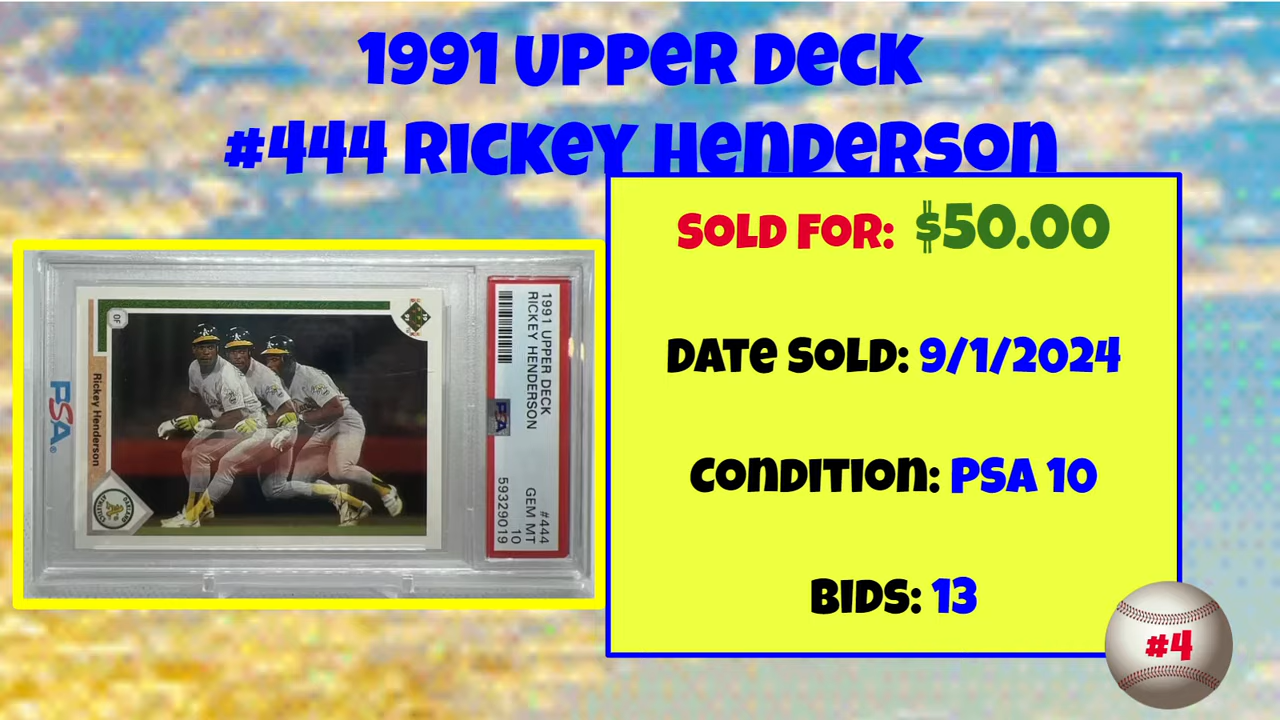 1991 UPPER DECK
#444 RICKEY HENDERSON
SOLD FOR: $50.00
DATE SOLD: 9/1/2024
CONDITION: PSA 10
BIDS: 13
#4
OF
Rickey Henderson
PSA
1991 UPPER DECK
RICKEY HENDERSON
#444
GEM MT
10
59329019
PSA